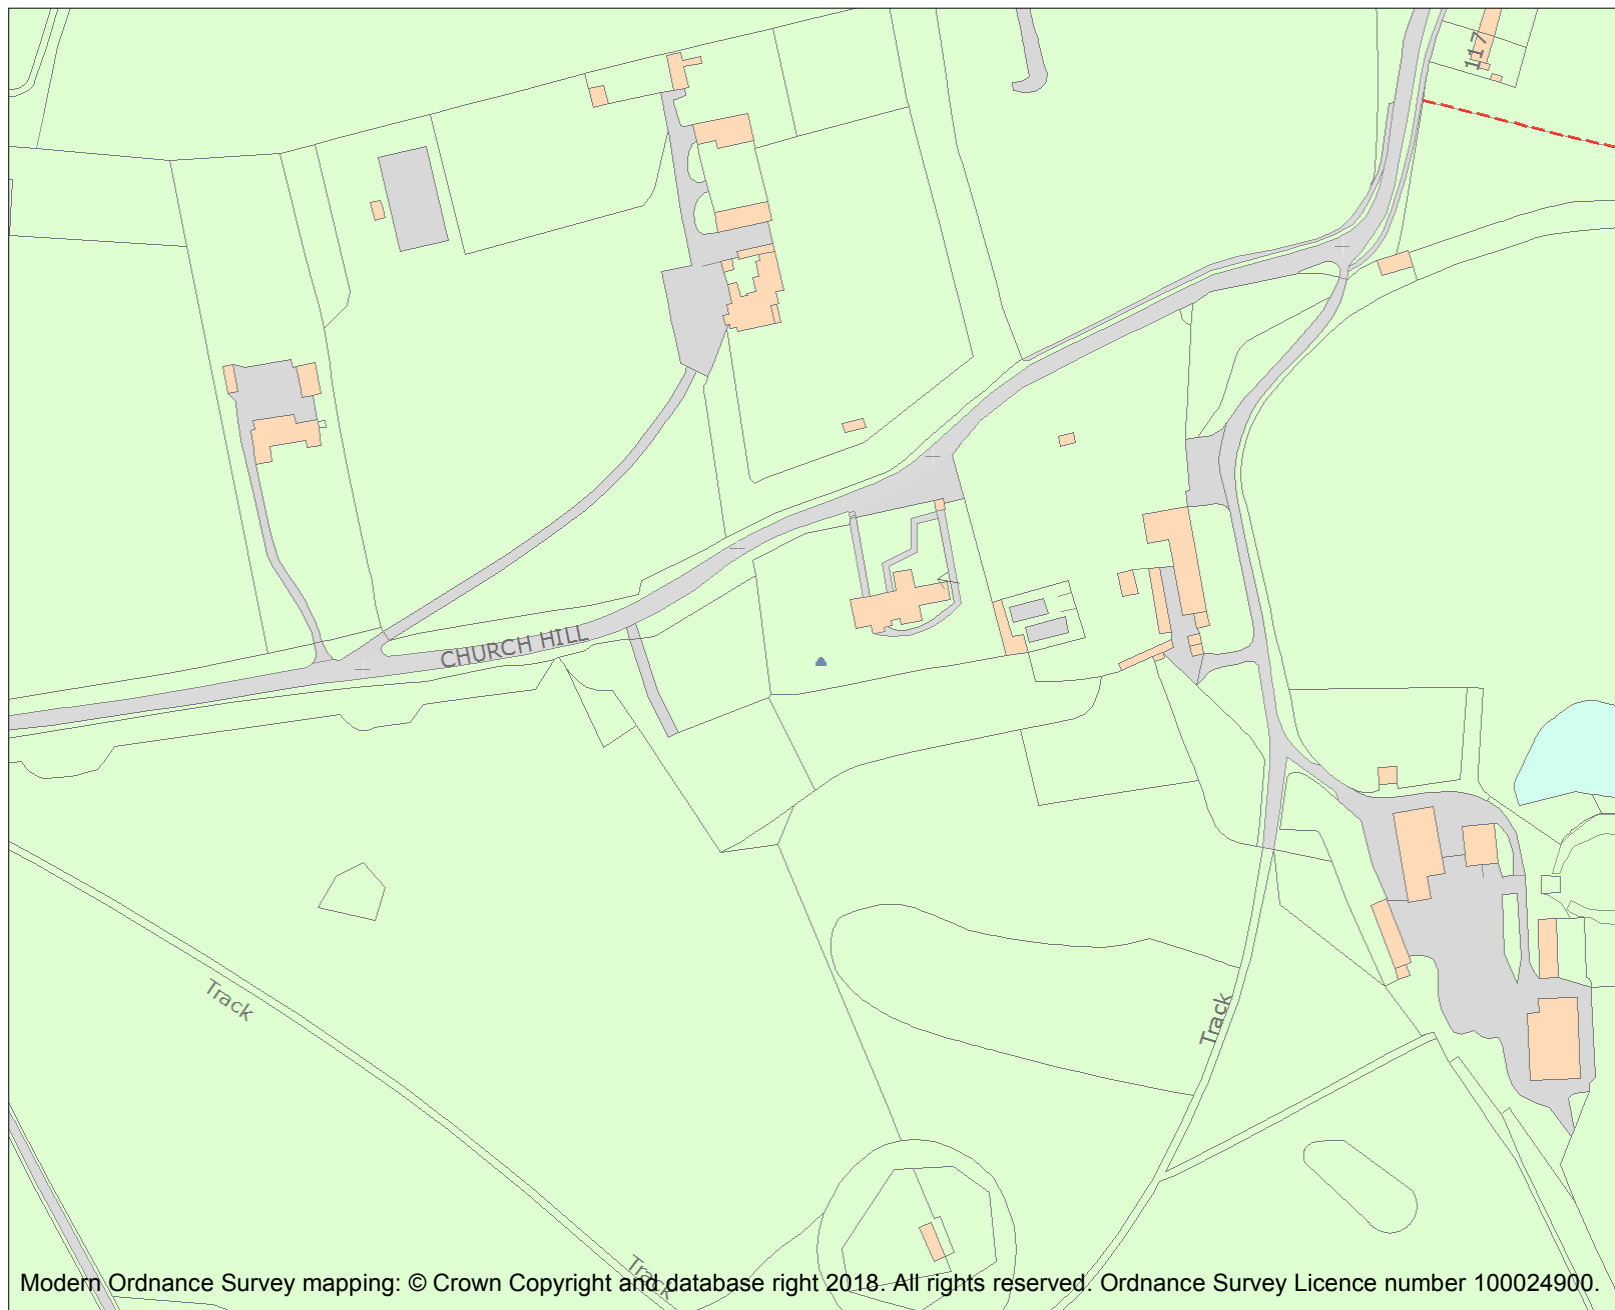 117
CHURCH HILL
Track
Track
Track
Modern Ordnance Survey mapping: © Crown Copyright and database right 2018. All rights reserved. Ordnance Survey Licence number 100024900.